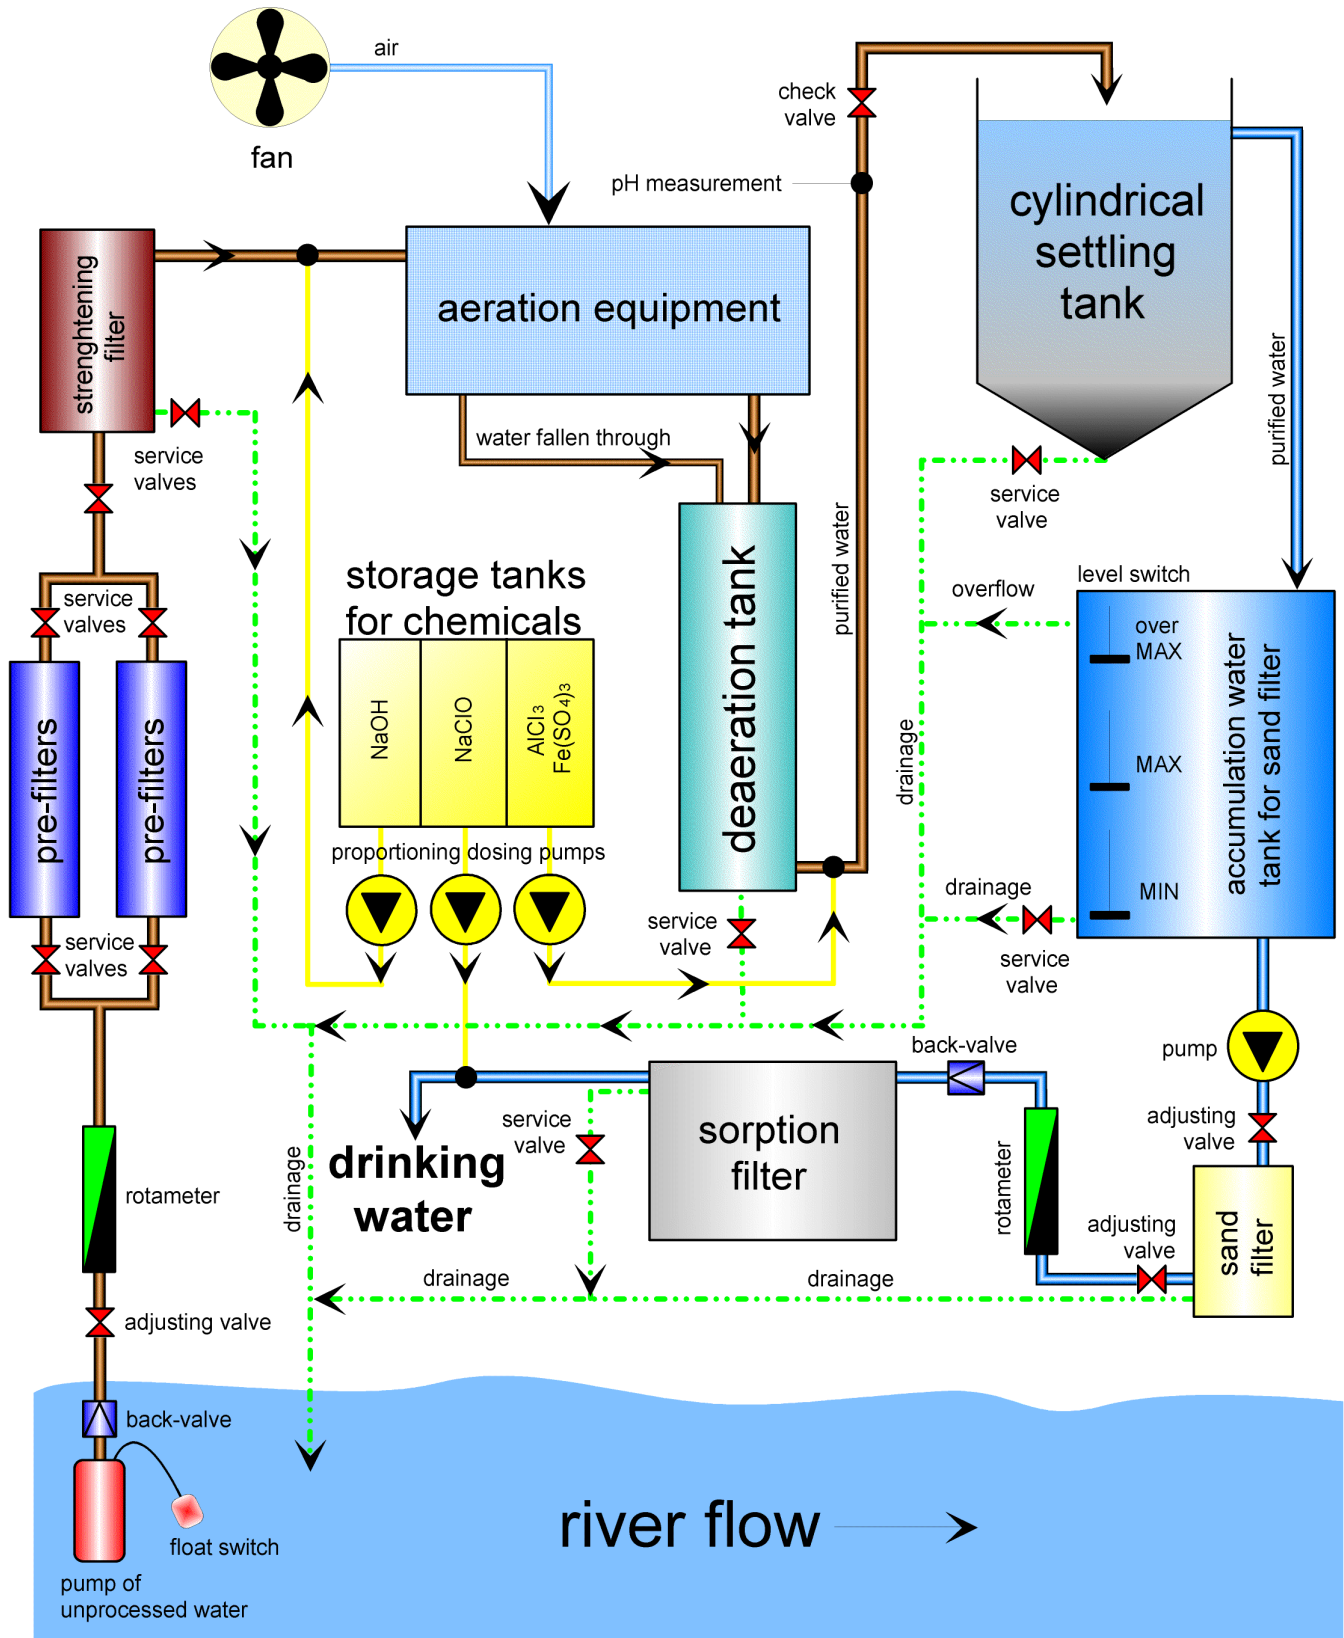 air
fan
check
valve
pH measurement
cylindrical
settling
tank
strenghtening
filter
aeration equipment
water fallen through
service
valves
purified water
purified water
service
valve
storage tanks
for chemicals
NaOH
NaClO
AlCl3
Fe(SO4)3
proportioning dosing pumps
deaeration tank
overflow
level switch
over
MAX
MAX
MIN
accumulation water
tank for sand filter
service
valves
pre-filters
pre-filters
service
valves
drainage
drainage
service
valve
service
valve
back-valve
pump
adjusting
valve
service
valve
sorption
filter
rotameter
adjusting
valve
sand
filter
drinking
water
drainage
drainage
drainage
rotameter
adjusting valve
back-valve
float switch
pump of
unprocessed water
river flow